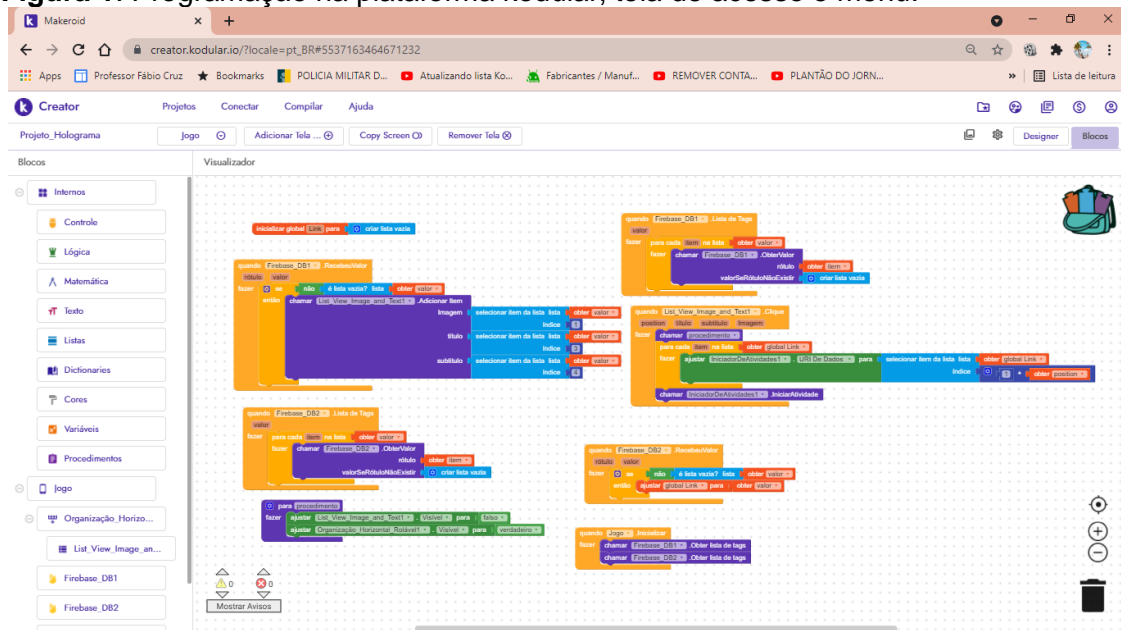 Makeroid
creator.kodular.io/?locale=pt_BR#5537163464671232
Apps Professor Fábio Cruz Bookmarks POLICIA MILITAR D... Atualizando lista Ko... Fabricantes / Manuf... REMOVER CONTA... PLANTÃO DO JORN... » Lista de leitura
Creator Projetos Conectar Compilar Ajuda
Projeto_Holograma Jogo Adicionar Tela ... Copy Screen Remover Tela Designer Blocos
Blocos Visualizador
Internos
Controle
Lógica
Matemática
Texto
Listas
Dictionaries
Cores
Variáveis
Procedimentos
Jogo
Organização_Horizo...
List_View_Image_an...
Firebase_DB1
Firebase_DB2
inicializar global Link para criar lista vazia
quando Firebase_DB1 .RecebeuValor
rótulo valor
fazer se não é lista vazia? lista obter valor
então chamar List_View_Image_and_Text1 .Adicionar Item
Imagem selecionar item da lista lista obter valor
índice 1
título selecionar item da lista lista obter valor
índice 3
subtítulo selecionar item da lista lista obter valor
índice 4
quando Firebase_DB2 .Lista de Tags
valor
fazer para cada item na lista obter valor
fazer chamar Firebase_DB2 .ObterValor
rótulo obter item
valorSeRótuloNãoExistir criar lista vazia
para procedimento
fazer ajustar List_View_Image_and_Text1 . Visível para falso
ajustar Organização_Horizontal_Rolável1 . Visível para verdadeiro
quando Firebase_DB1 .Lista de Tags
valor
fazer para cada item na lista obter valor
fazer chamar Firebase_DB1 .ObterValor
rótulo obter item
valorSeRótuloNãoExistir criar lista vazia
quando List_View_Image_and_Text1 .Clique
position título subtítulo Imagem
fazer chamar procedimento
para cada item na lista obter global Link
fazer ajustar IniciadorDeAtividades1 . URI De Dados para selecionar item da lista lista obter global Link
índice 1 + obter position
chamar IniciadorDeAtividades1 .IniciarAtividade
quando Firebase_DB2 .RecebeuValor
rótulo valor
fazer se não é lista vazia? lista obter valor
então ajustar global Link para obter valor
quando Jogo .Inicializar
fazer chamar Firebase_DB1 .Obter lista de tags
chamar Firebase_DB2 .Obter lista de tags
0 0
Mostrar Avisos